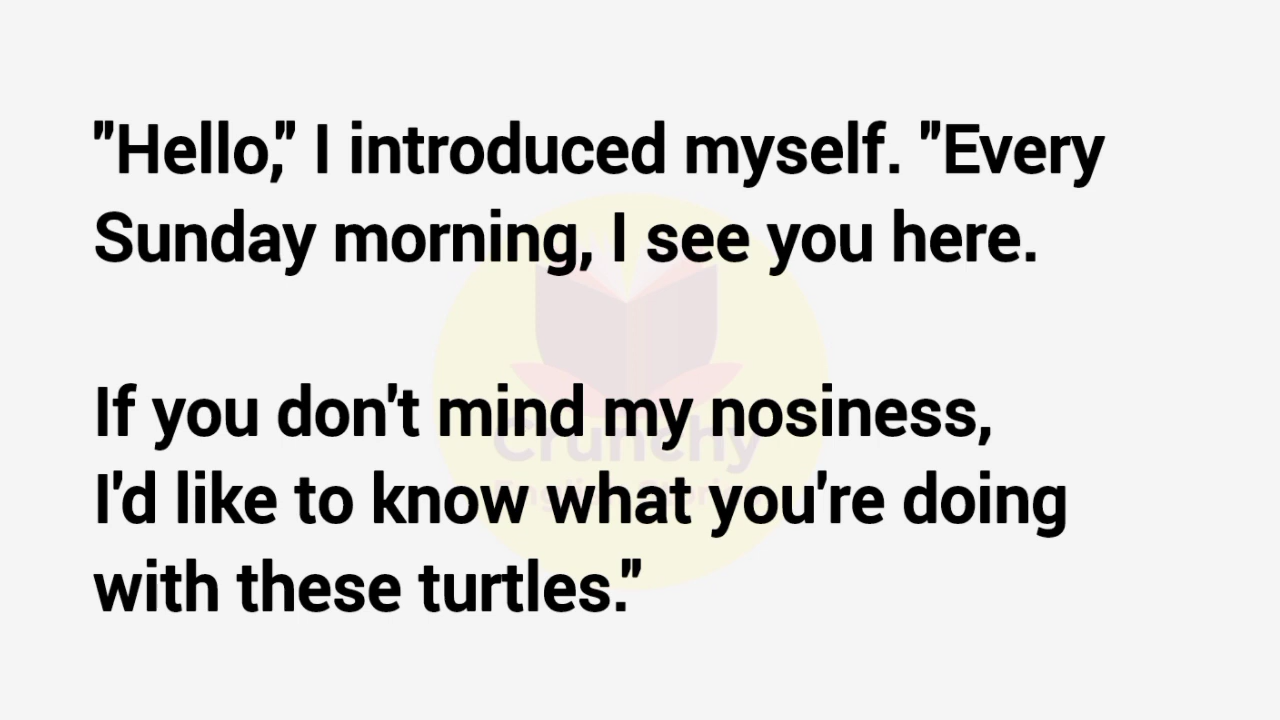 "Hello," I introduced myself. "Every
Sunday morning, I see you here.
If you don't mind my nosiness,
I'd like to know what you're doing
with these turtles."
Crunchy